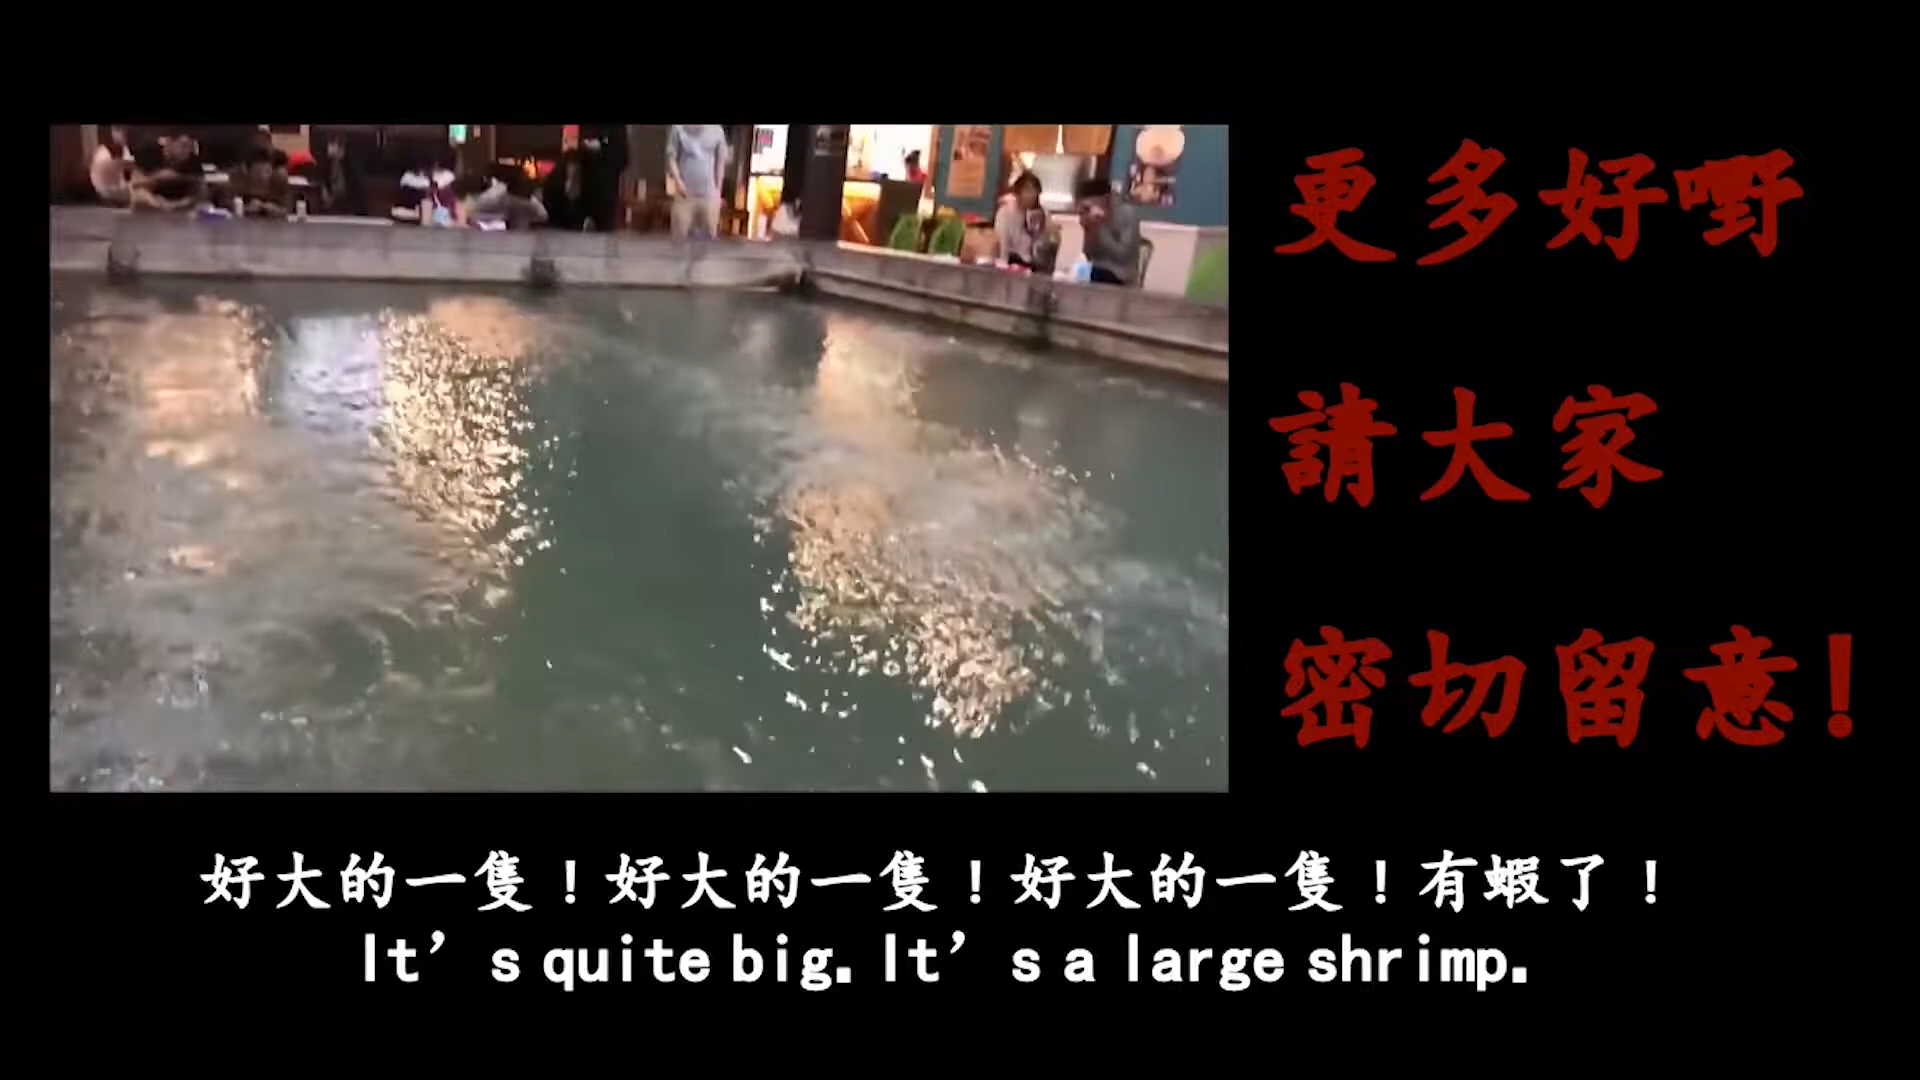 更多好嘢
請大家
密切留意!
好大的一隻！好大的一隻！好大的一隻！有蝦了！
It’s quite big. It’s a large shrimp.